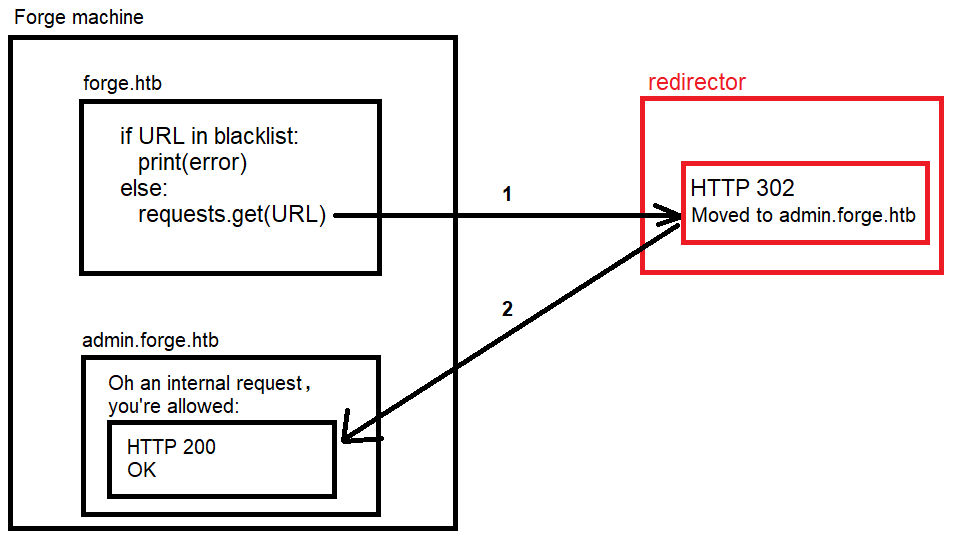 Forge machine
forge.htb
if URL in blacklist:
print(error)
else:
requests.get(URL)
redirector
HTTP 302
Moved to admin.forge.htb
1
2
admin.forge.htb
Oh an internal request,
you're allowed:
HTTP 200
OK